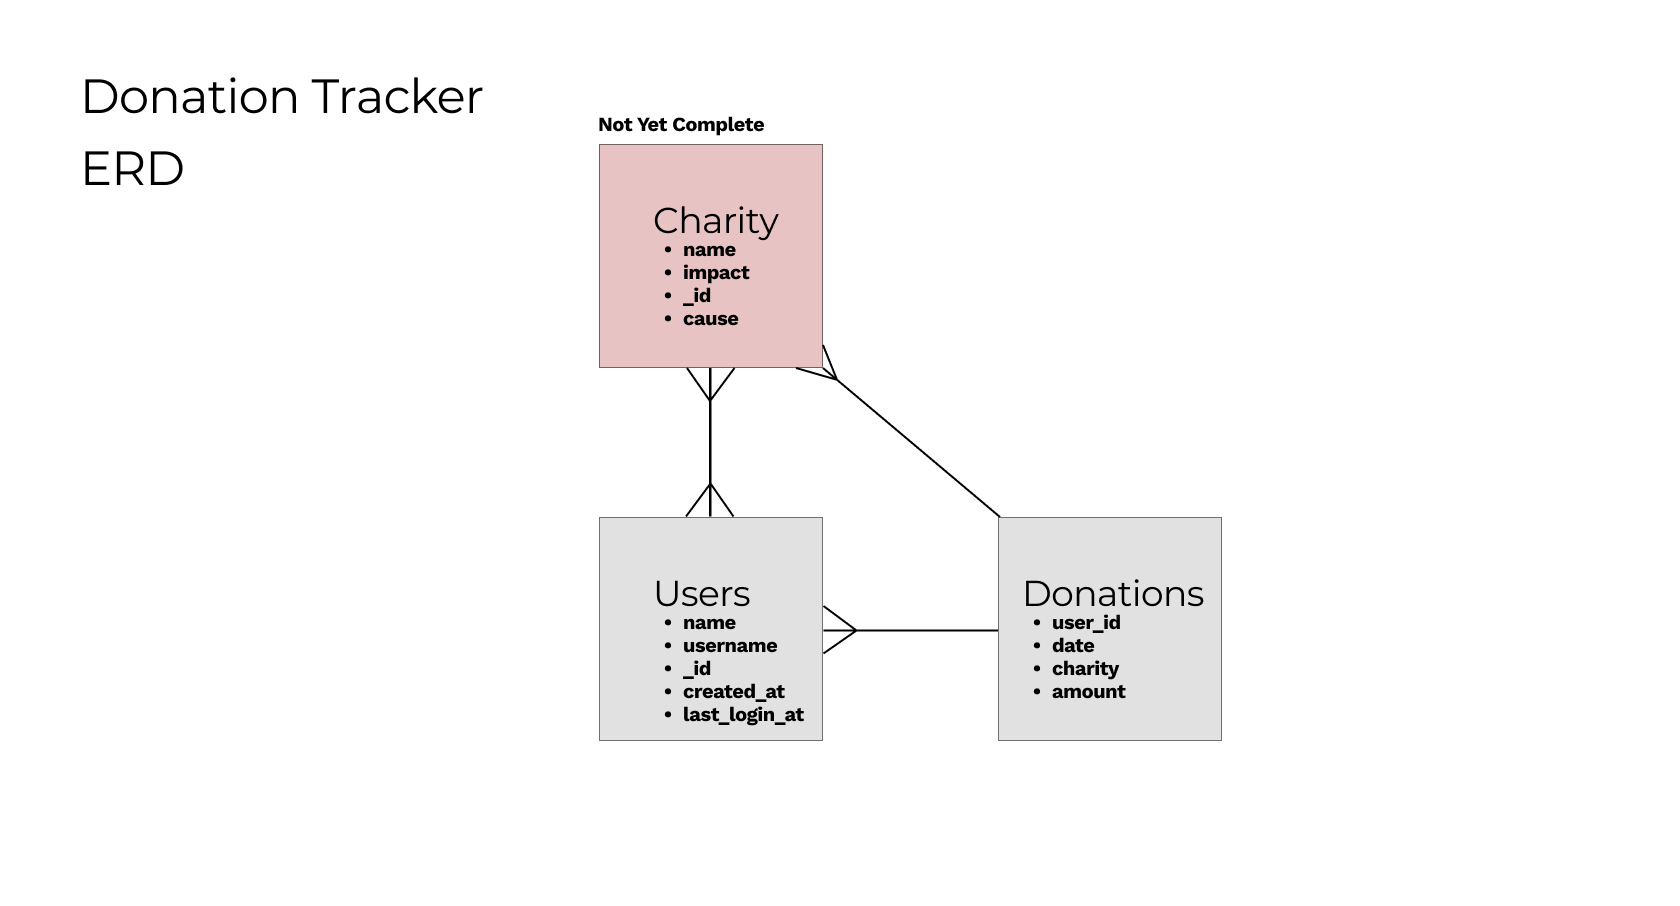 Donation Tracker
ERD
Not Yet Complete
Charity
• name
• impact
• _id
• cause
Users
• name
• username
• _id
• created_at
• last_login_at
Donations
• user_id
• date
• charity
• amount